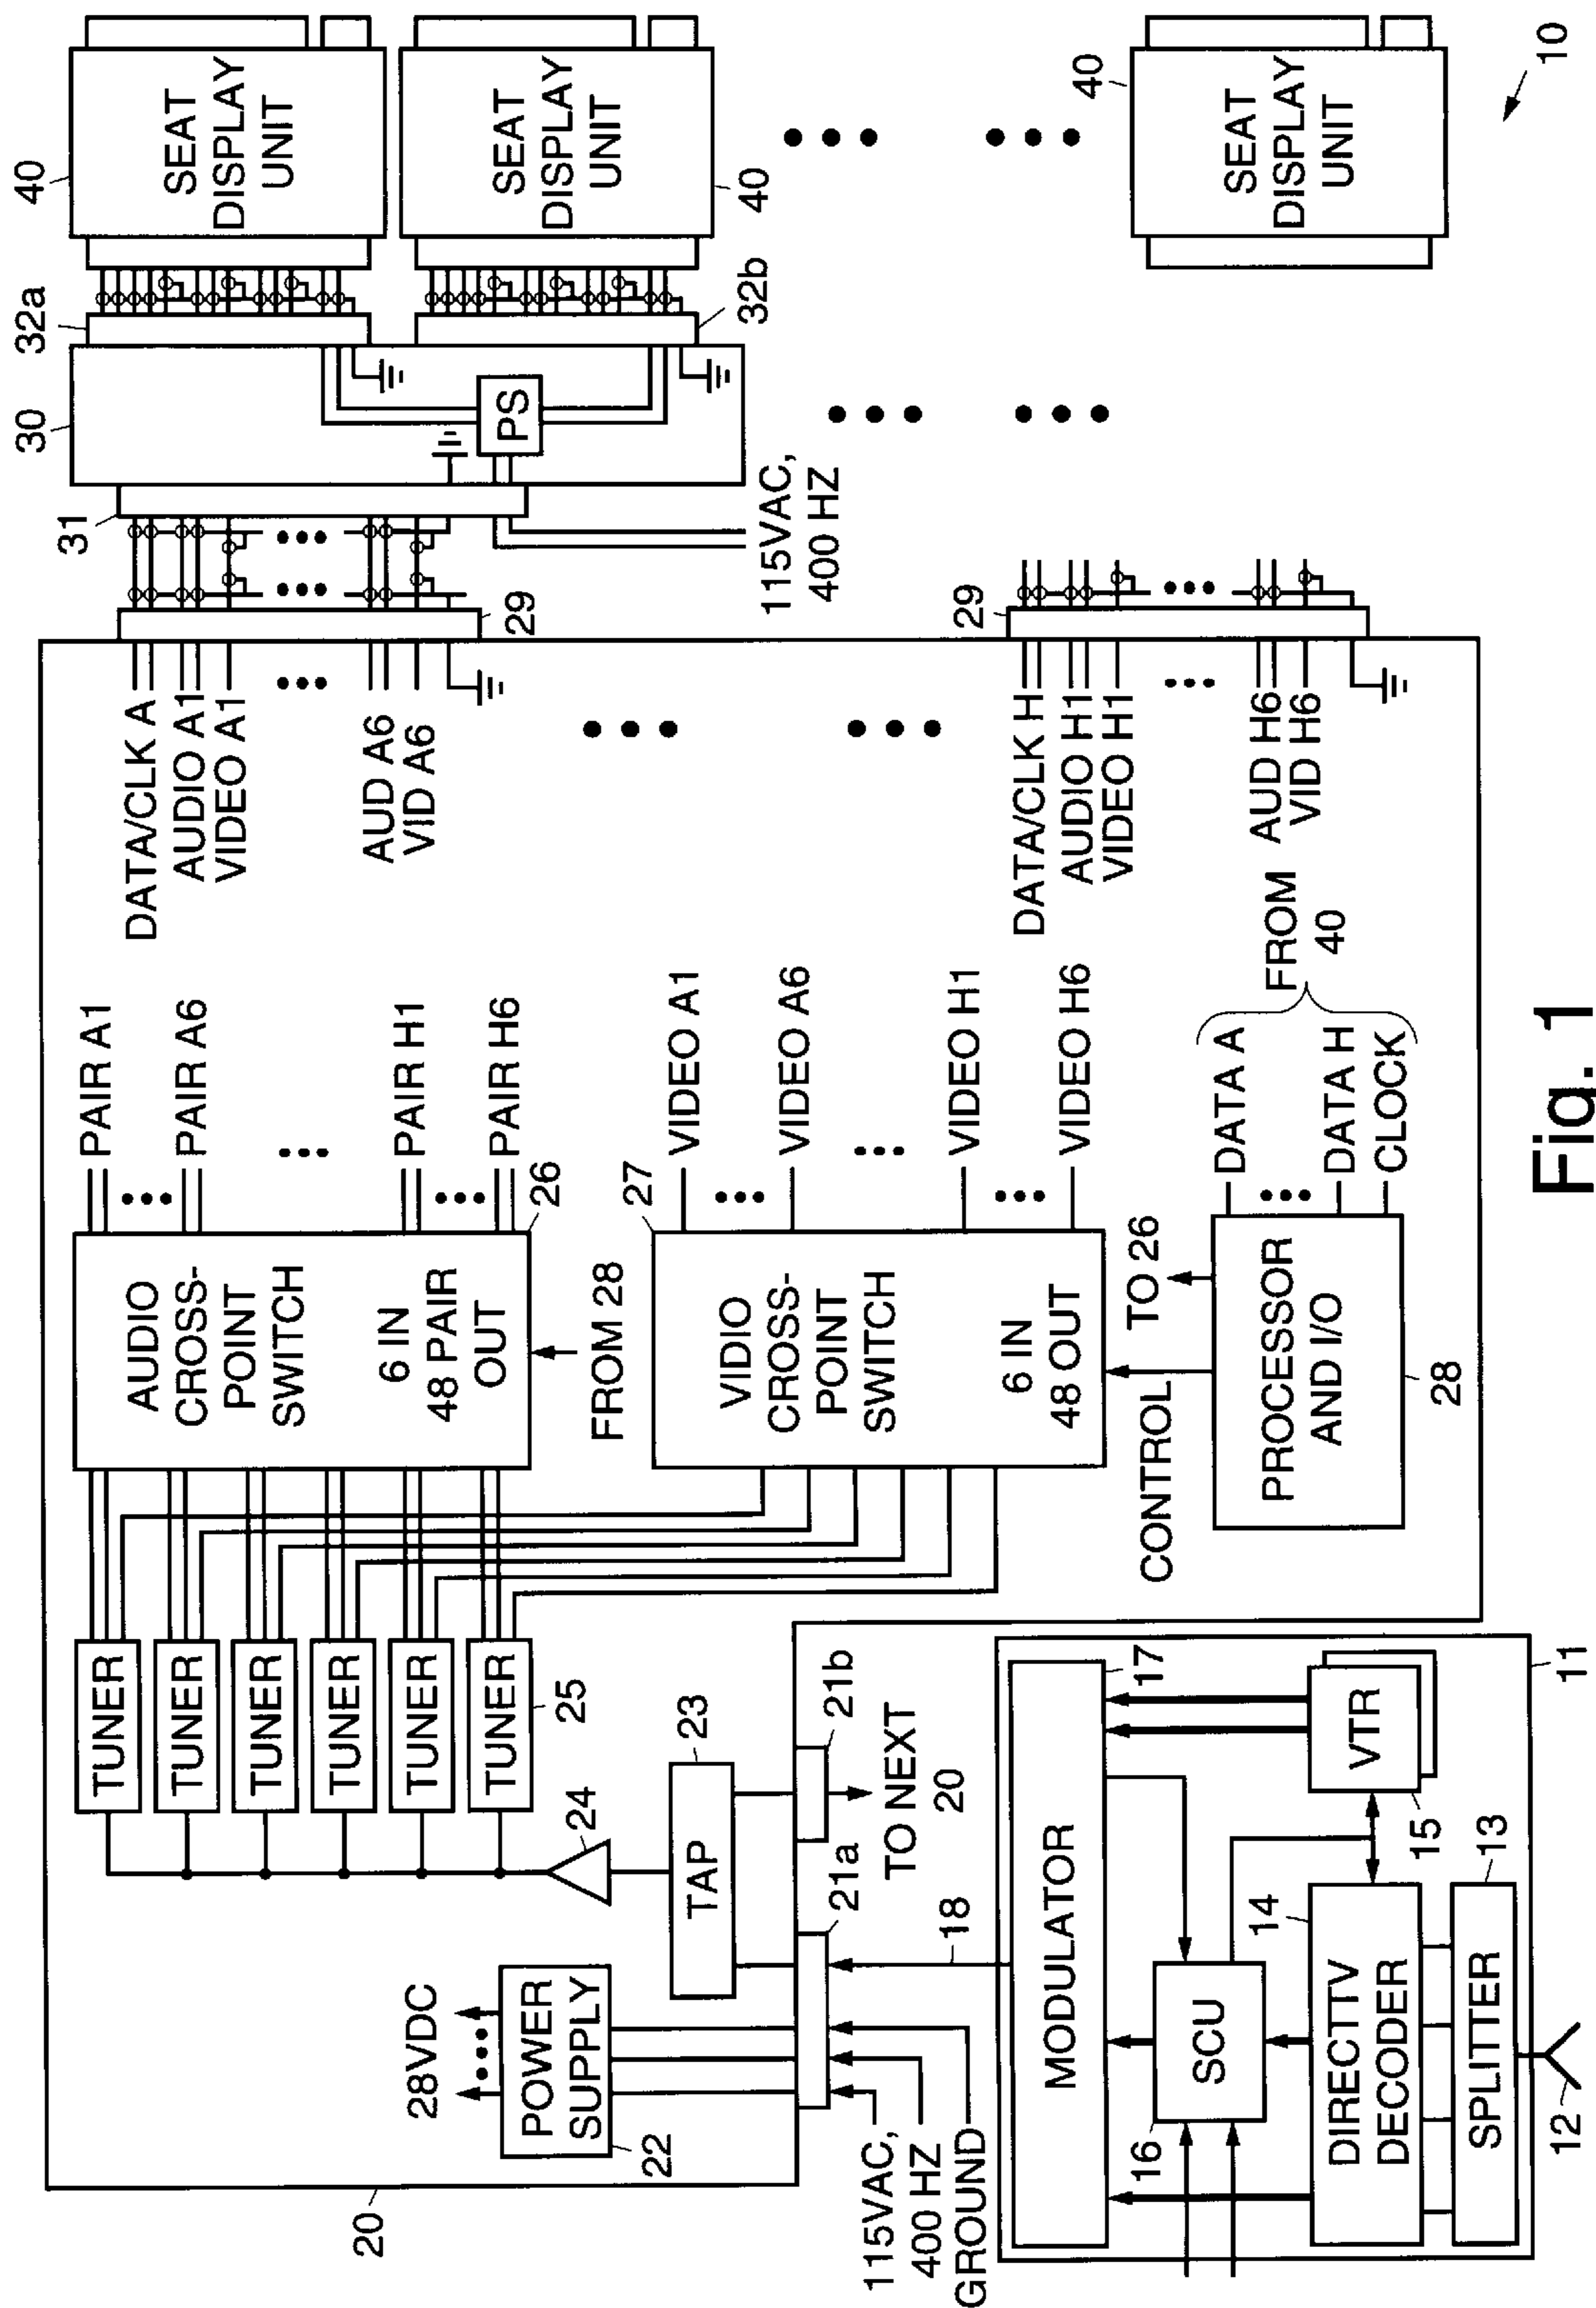 40
SEAT
DISPLAY
UNIT
SEAT
DISPLAY
UNIT
40
40
SEAT
DISPLAY
UNIT
10
32a
32b
30
PS
31
115VAC,
400 HZ
29
29
DATA/CLK A
AUDIO A1
VIDEO A1
AUD A6
VID A6
DATA/CLK H
AUDIO H1
VIDEO H1
AUD H6
VID H6
PAIR A1
PAIR A6
PAIR H1
PAIR H6
VIDEO A1
VIDEO A6
VIDEO H1
VIDEO H6
DATA A
DATA H
CLOCK
FROM
40
AUDIO
CROSS-
POINT
SWITCH
6 IN
48 PAIR
OUT
26
FROM 28
27
VIDIO
CROSS-
POINT
SWITCH
6 IN
48 OUT
TO 26
CONTROL
PROCESSOR
AND I/O
28
TUNER
TUNER
TUNER
TUNER
TUNER
TUNER
25
24
23
TAP
21b
TO NEXT
20
21a
18
28VDC
POWER
SUPPLY
22
20
115VAC,
400 HZ
GROUND
MODULATOR
17
VTR
15
11
SCU
16
14
DIRECTTV
DECODER
13
SPLITTER
12
Fig. 1